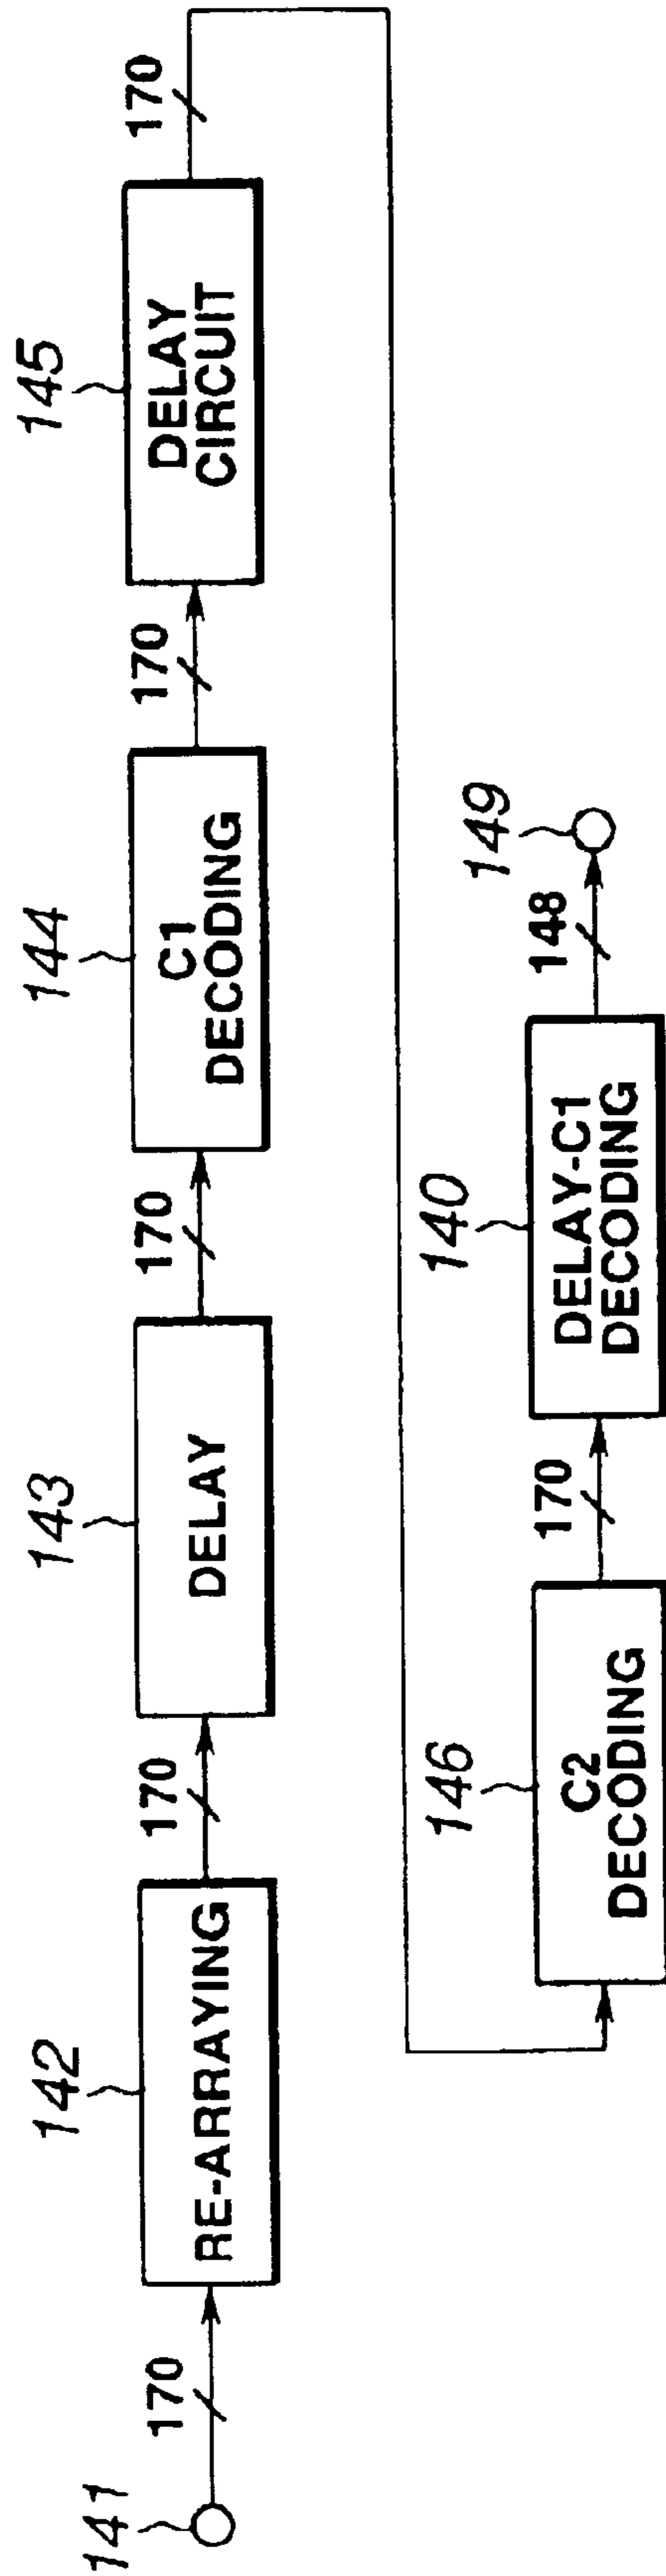 141
170
142
RE-ARRAYING
170
143
DELAY
170
144
C1
DECODING
170
145
DELAY
CIRCUIT
170
146
C2
DECODING
170
140
DELAY-C1
DECODING
148
149